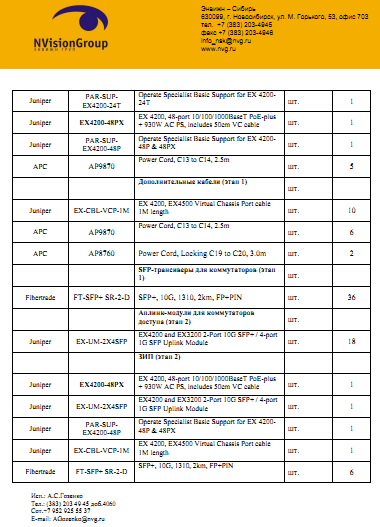 NVisionGroup
Энвижн – Сибирь
630099, г. Новосибирск, ул. М. Горького, 53, офис 703
тел. +7 (383) 203-4945
факс +7 (383) 203-4946
info_nsk@nvg.ru
www.nvg.ru
Juniper PAR-SUP-EX4200-24T Operate Specialist Basic Support for EX 4200-24T шт. 1
Juniper EX4200-48PX EX 4200, 48-port 10/100/1000BaseT PoE-plus + 930W AC PS, includes 50cm VC cable шт. 1
Juniper PAR-SUP-EX4200-48P Operate Specialist Basic Support for EX 4200-48P & 48PX шт. 1
APC AP9870 Power Cord, C13 to C14, 2.5m шт. 5
Дополнительные кабели (этап 1) шт.
Juniper EX-CBL-VCP-1M EX 4200, EX4500 Virtual Chassis Port cable 1M length шт. 10
APC AP9870 Power Cord, C13 to C14, 2.5m шт. 6
APC AP8760 Power Cord, Locking C19 to C20, 3.0m шт. 2
SFP-трансиверы для коммутаторов (этап 1) шт.
Fibertrade FT-SFP+ SR-2-D SFP+, 10G, 1310, 2km, FP+PIN шт. 36
Аплинк-модули для коммутаторов доступа (этап 2) шт.
Juniper EX-UM-2X4SFP EX4200 and EX3200 2-Port 10G SFP+ / 4-port 1G SFP Uplink Module шт. 18
ЗИП (этап 2) шт.
Juniper EX4200-48PX EX 4200, 48-port 10/100/1000BaseT PoE-plus + 930W AC PS, includes 50cm VC cable шт. 1
Juniper EX-UM-2X4SFP EX4200 and EX3200 2-Port 10G SFP+ / 4-port 1G SFP Uplink Module шт. 1
Juniper PAR-SUP-EX4200-48P Operate Specialist Basic Support for EX 4200-48P & 48PX шт. 1
Juniper EX-CBL-VCP-1M EX 4200, EX4500 Virtual Chassis Port cable 1M length шт. 1
Fibertrade FT-SFP+ SR-2-D SFP+, 10G, 1310, 2km, FP+PIN шт. 6
Исп.: А.С.Гозенко
Тел.: (383) 203 49 45 доб.4060
Сот.+7 952 925 55 37
E-mail: AGozenko@nvg.ru